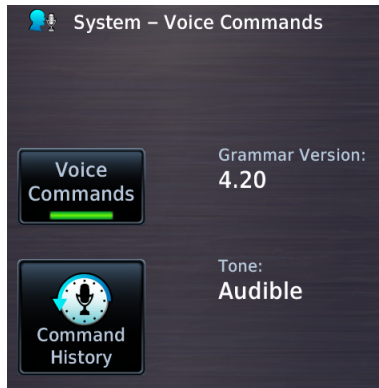 System – Voice Commands
Voice
Commands
Grammar Version:
4.20
Command
History
Tone:
Audible